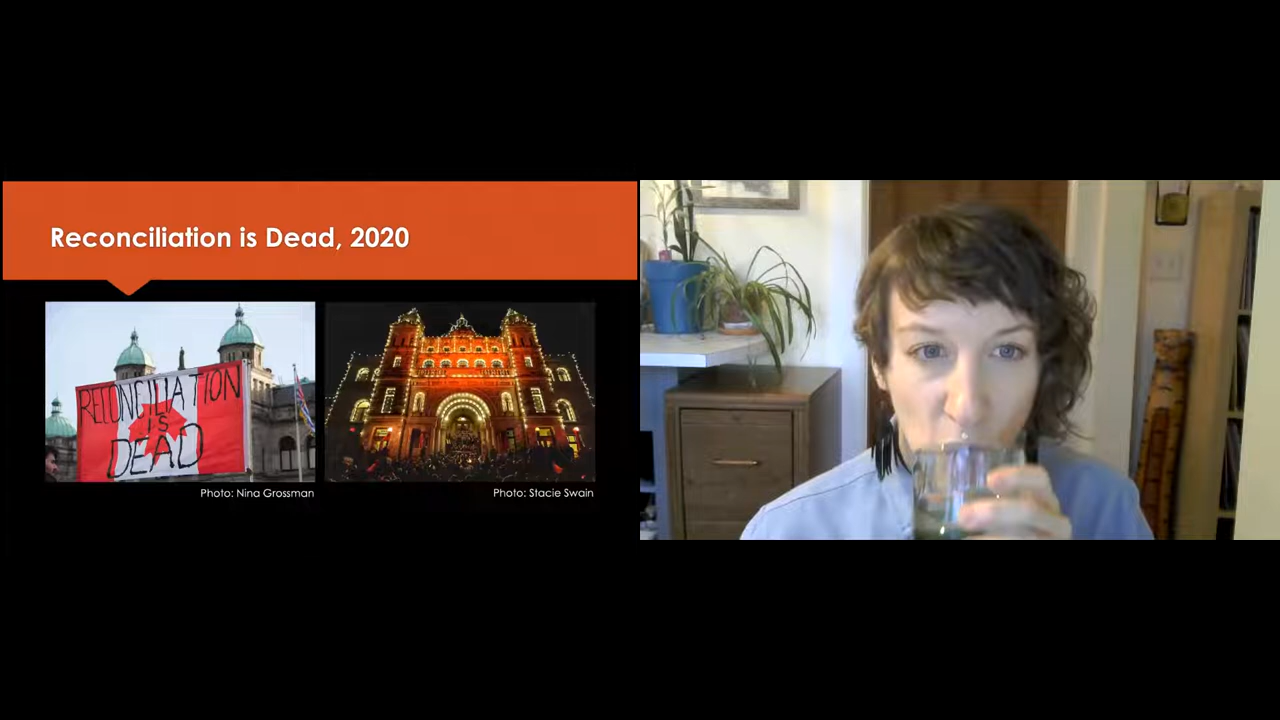 Reconciliation is Dead, 2020
RECONCILIATION
IS
DEAD
Photo: Nina Grossman
Photo: Stacie Swain